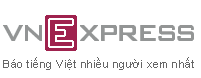 VNEXPRESS
Báo tiếng Việt nhiều người xem nhất